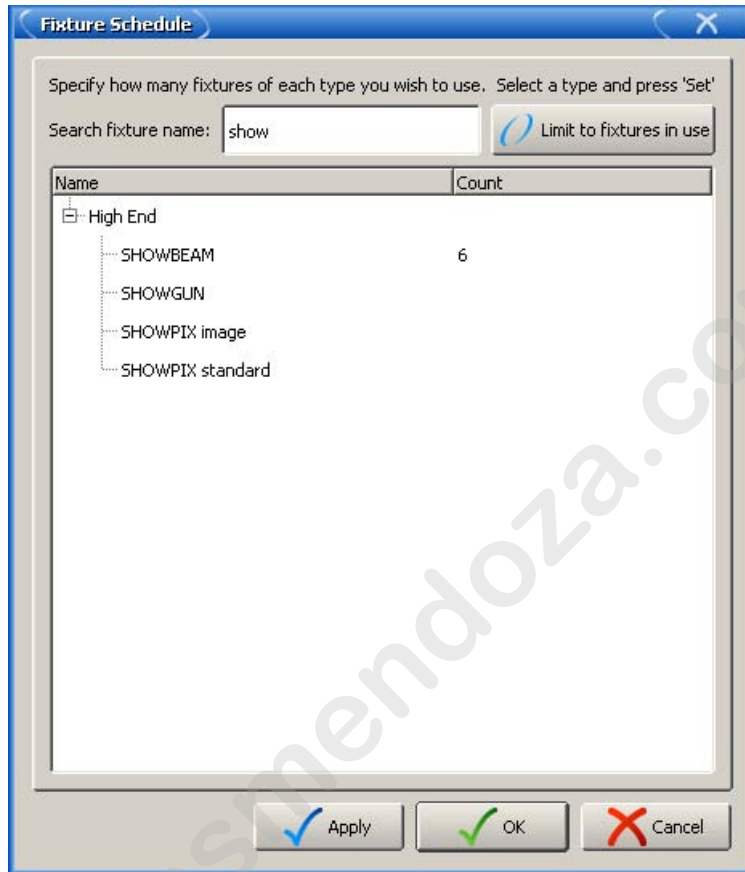 Fixture Schedule
Specify how many fixtures of each type you wish to use. Select a type and press 'Set'
Search fixture name: show Limit to fixtures in use
Name Count
High End
SHOWBEAM 6
SHOWGUN
SHOWPIX image
SHOWPIX standard
Apply OK Cancel
smendoza.co